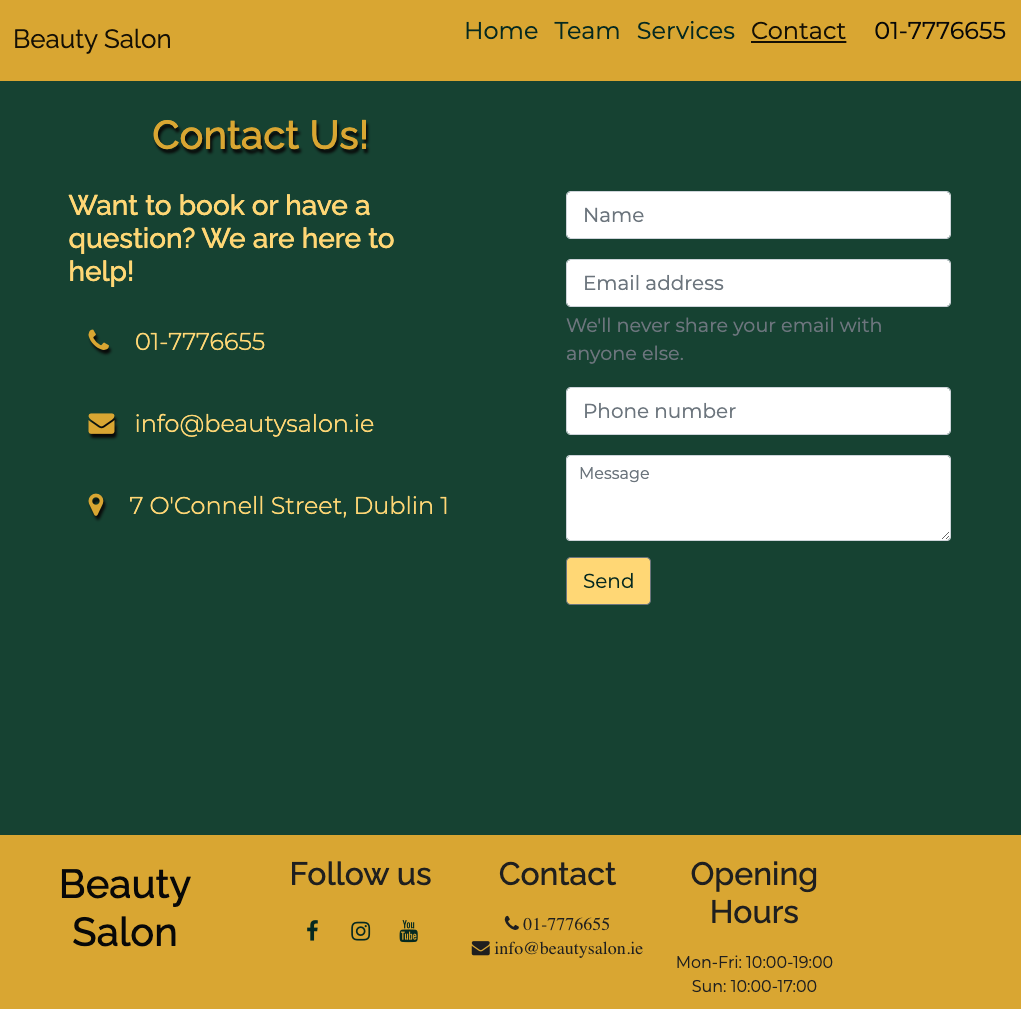 Beauty Salon
Home Team Services Contact 01-7776655
Contact Us!
Want to book or have a
question? We are here to
help!
01-7776655
info@beautysalon.ie
7 O'Connell Street, Dublin 1
Name
Email address
We'll never share your email with
anyone else.
Phone number
Message
Send
Beauty
Salon
Follow us
You
Tube
Contact
01-7776655
info@beautysalon.ie
Opening
Hours
Mon-Fri: 10:00-19:00
Sun: 10:00-17:00